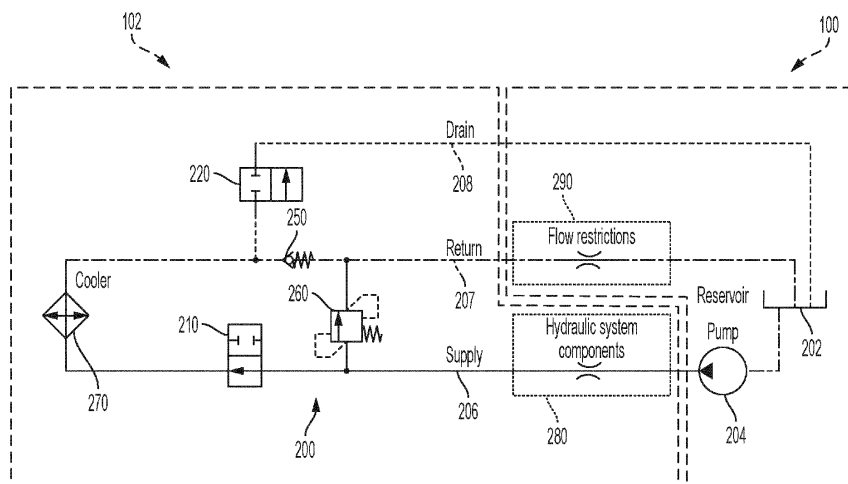 102
100
Drain
208
220
290
Flow restrictions
250
Return
207
Cooler
260
Reservoir
202
210
Hydraulic system
components
Pump
Supply
206
270
200
280
204